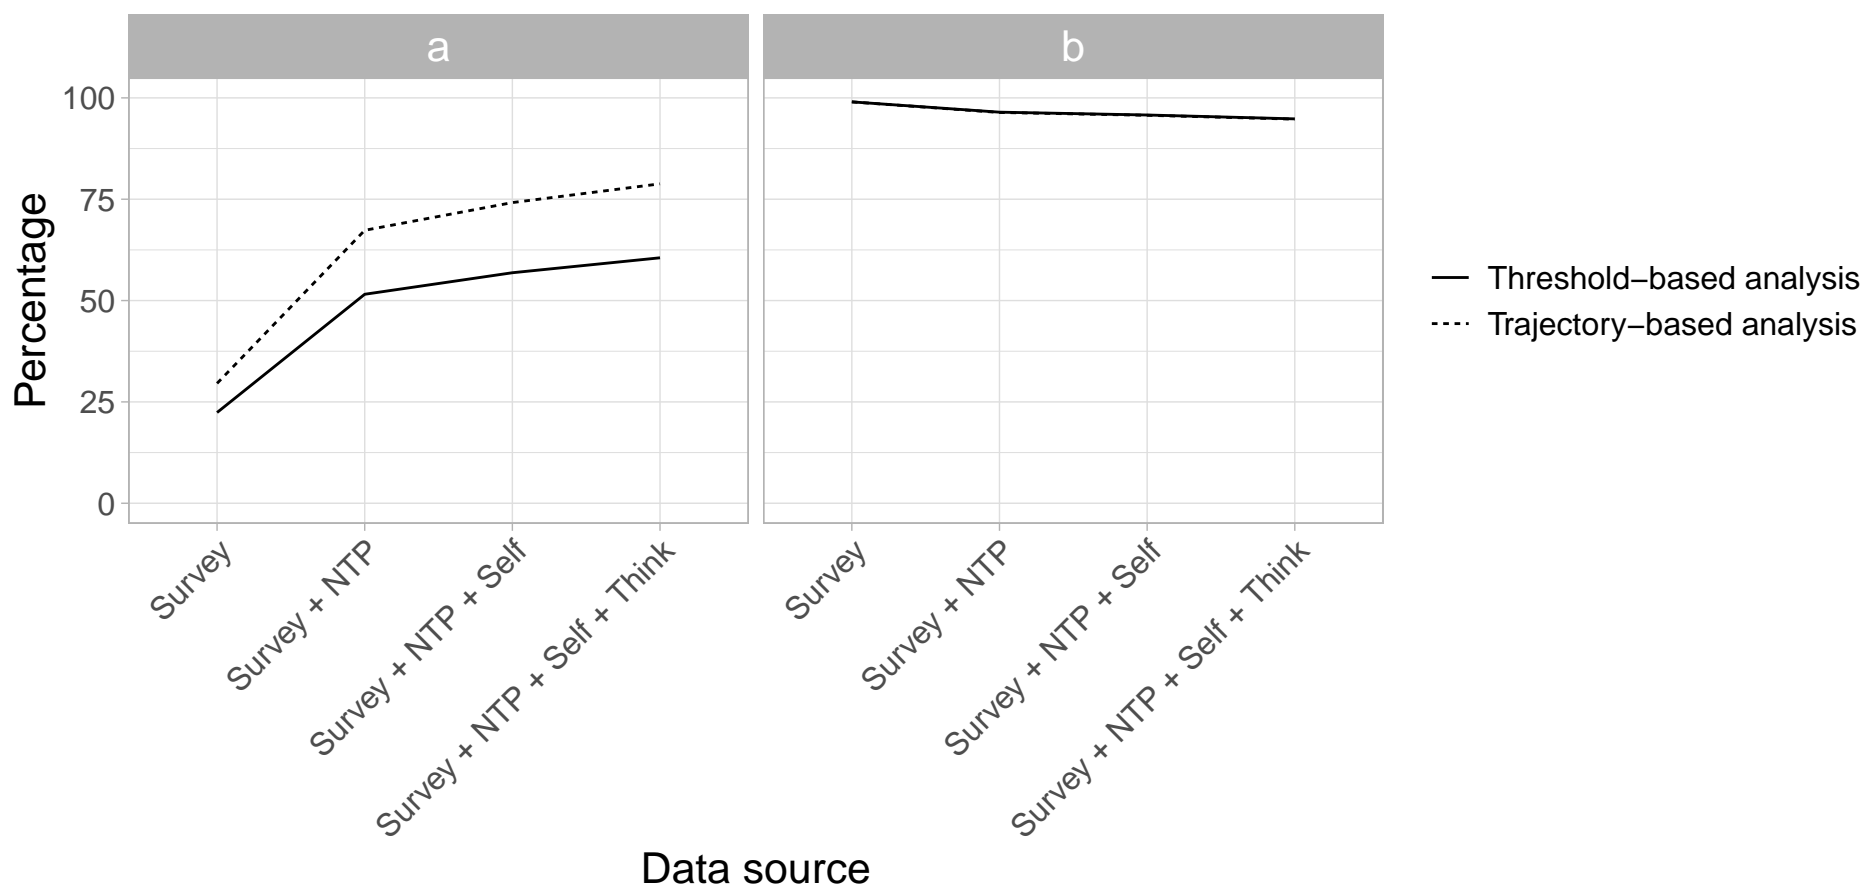 a
b
Percentage
100
75
50
25
0
Survey
Survey + NTP
Survey + NTP + Self
Survey + NTP + Self + Think
Survey
Survey + NTP
Survey + NTP + Self
Survey + NTP + Self + Think
Data source
Threshold–based analysis
Trajectory–based analysis